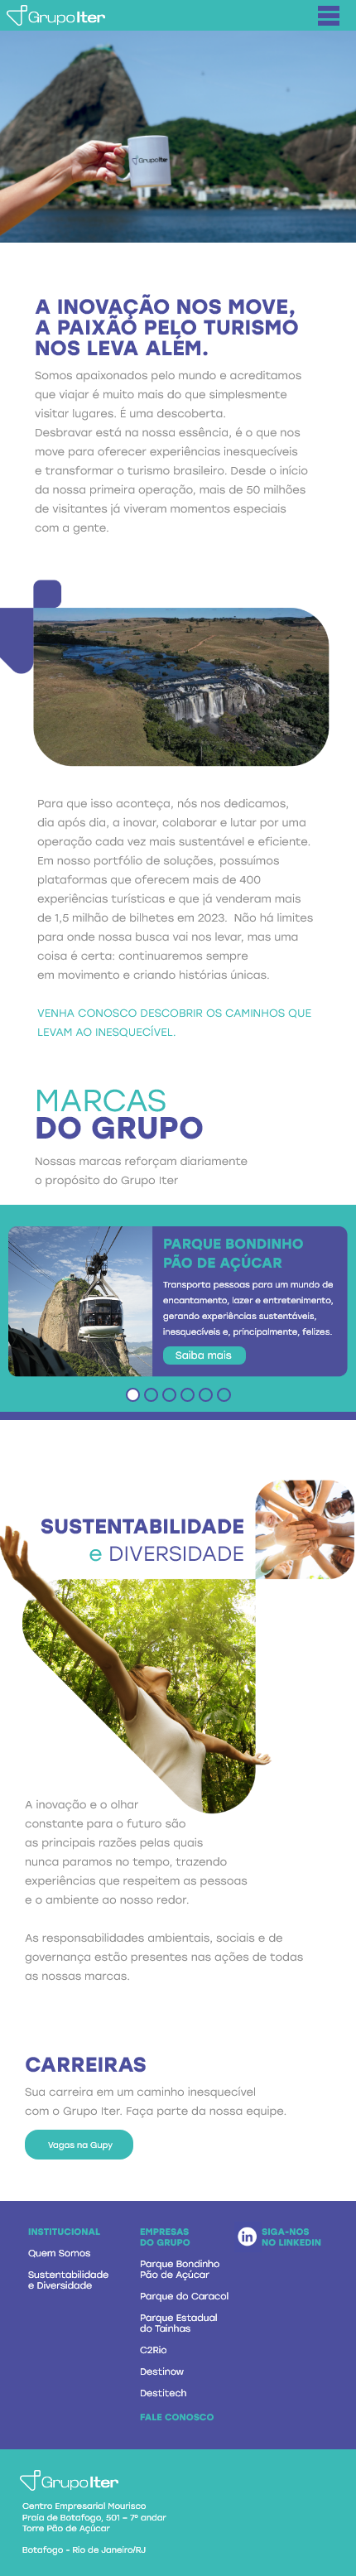 Grupo Iter
Grupo Iter
A INOVAÇÃO NOS MOVE,
A PAIXÃO PELO TURISMO
NOS LEVA ALÉM.
Somos apaixonados pelo mundo e acreditamos
que viajar é muito mais do que simplesmente
visitar lugares. É uma descoberta.
Desbravar está na nossa essência, é o que nos
move para oferecer experiências inesquecíveis
e transformar o turismo brasileiro. Desde o início
da nossa primeira operação, mais de 50 milhões
de visitantes já viveram momentos especiais
com a gente.
Para que isso aconteça, nós nos dedicamos,
dia após dia, a inovar, colaborar e lutar por uma
operação cada vez mais sustentável e eficiente.
Em nosso portfólio de soluções, possuímos
plataformas que oferecem mais de 400
experiências turísticas e que já venderam mais
de 1,5 milhão de bilhetes em 2023. Não há limites
para onde nossa busca vai nos levar, mas uma
coisa é certa: continuaremos sempre
em movimento e criando histórias únicas.
VENHA CONOSCO DESCOBRIR OS CAMINHOS QUE
LEVAM AO INESQUECÍVEL.
MARCAS
DO GRUPO
Nossas marcas reforçam diariamente
o propósito do Grupo Iter
PARQUE BONDINHO
PÃO DE AÇÚCAR
Transporta pessoas para um mundo de
encantamento, lazer e entretenimento,
gerando experiências sustentáveis,
inesquecíveis e, principalmente, felizes.
Saiba mais
SUSTENTABILIDADE
e DIVERSIDADE
A inovação e o olhar
constante para o futuro são
as principais razões pelas quais
nunca paramos no tempo, trazendo
experiências que respeitem as pessoas
e o ambiente ao nosso redor.
As responsabilidades ambientais, sociais e de
governança estão presentes nas ações de todas
as nossas marcas.
CARREIRAS
Sua carreira em um caminho inesquecível
com o Grupo Iter. Faça parte da nossa equipe.
Vagas na Gupy
INSTITUCIONAL
Quem Somos
Sustentabilidade
e Diversidade
EMPRESAS
DO GRUPO
Parque Bondinho
Pão de Açúcar
Parque do Caracol
Parque Estadual
do Tainhas
C2Rio
Destinow
Destitech
FALE CONOSCO
in
SIGA-NOS
NO LINKEDIN
Grupo Iter
Centro Empresarial Mourisco
Praia de Botafogo, 501 – 7º andar
Torre Pão de Açúcar
Botafogo - Rio de Janeiro/RJ